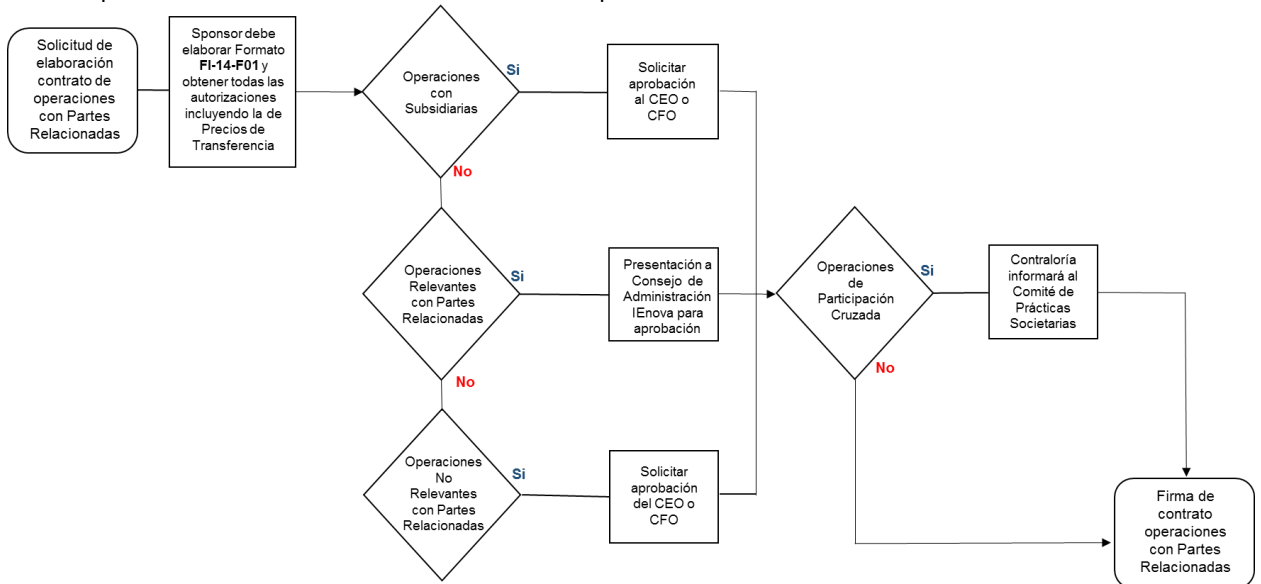 Solicitud de
elaboración
contrato de
operaciones
con Partes
Relacionadas
Sponsor debe
elaborar Formato
FI-14-F01 y
obtener todas las
autorizaciones
incluyendo la de
Precios de
Transferencia
Operaciones
con
Subsidiarias
Si
No
Solicitar
aprobación
al CEO o
CFO
Operaciones
Relevantes
con Partes
Relacionadas
Si
No
Presentación a
Consejo de
Administración
IEnova para
aprobación
Operaciones
No
Relevantes
con Partes
Relacionadas
Si
Solicitar
aprobación
del CEO o
CFO
Operaciones
de
Participación
Cruzada
Si
No
Contraloría
informará al
Comité de
Prácticas
Societarias
Firma de
contrato
operaciones
con Partes
Relacionadas